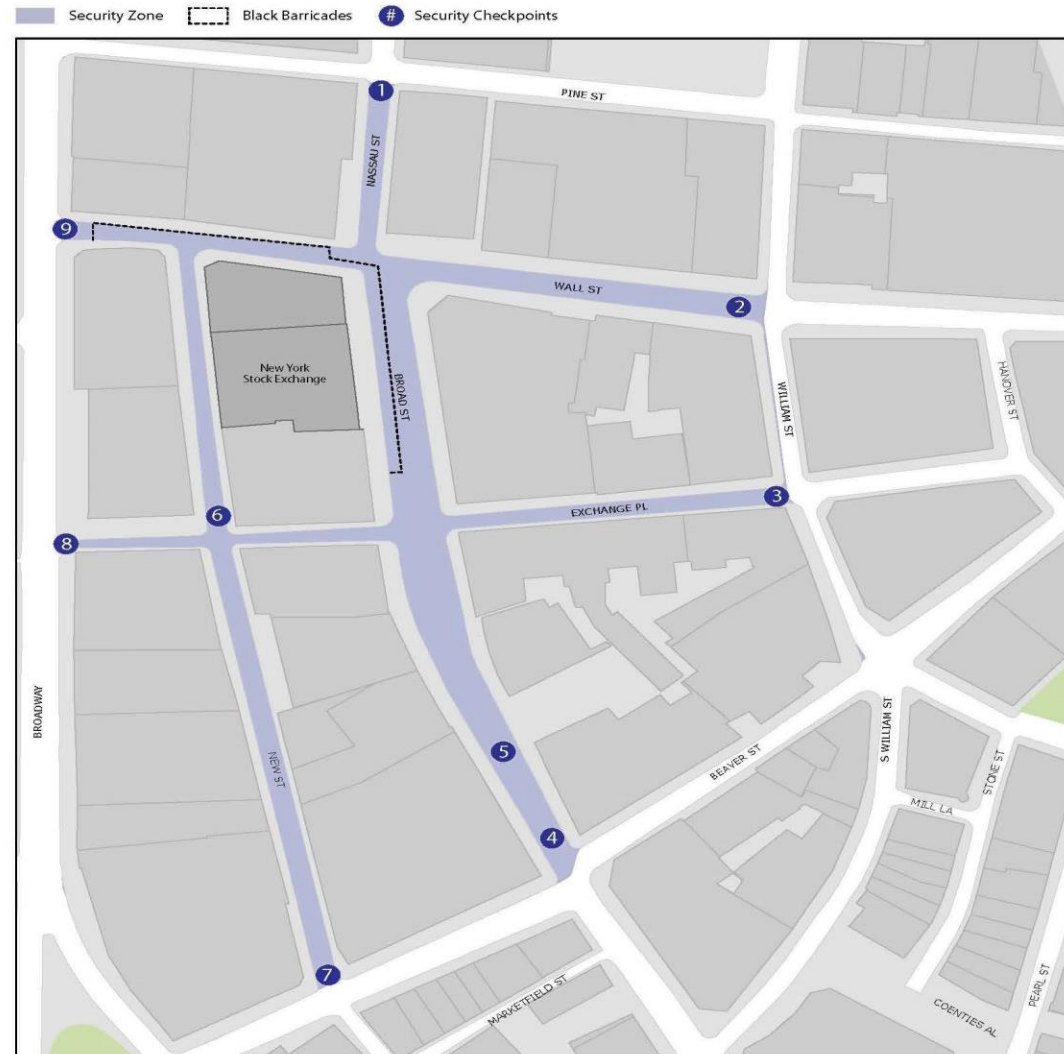 Security Zone
Black Barricades
#
Security Checkpoints
1
PINE ST
NASSAU ST
9
WALL ST
2
New York
Stock Exchange
BROAD ST
WILLIAM ST
HANOVER ST
6
EXCHANGE PL
3
8
BROADWAY
NEW ST
5
BEAVER ST
S WILLIAM ST
STONE ST
MILL LA
4
7
MARKETFIELD ST
COENTIES AL
PEARL ST